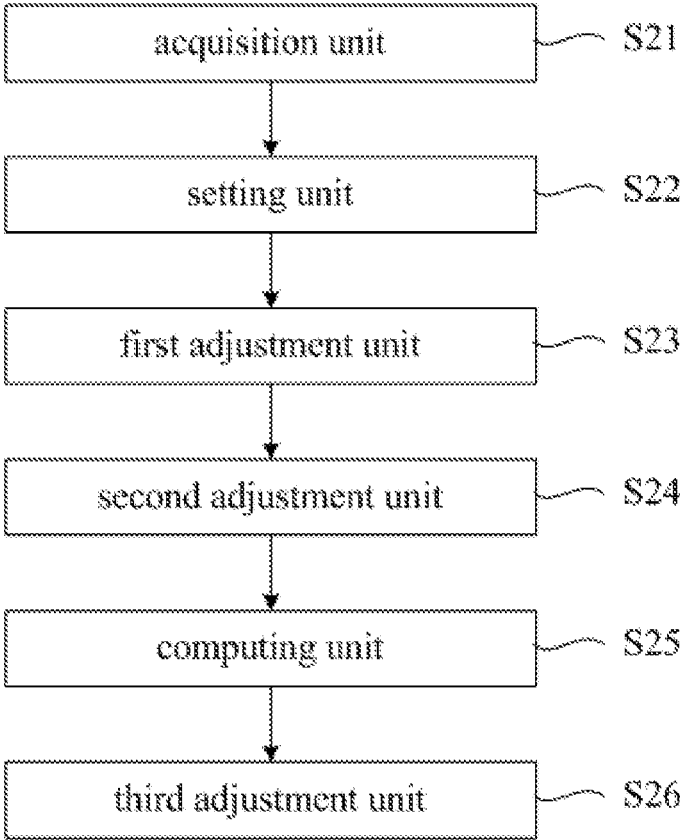 acquisition unit S21
setting unit S22
first adjustment unit S23
second adjustment unit S24
computing unit S25
third adjustment unit S26